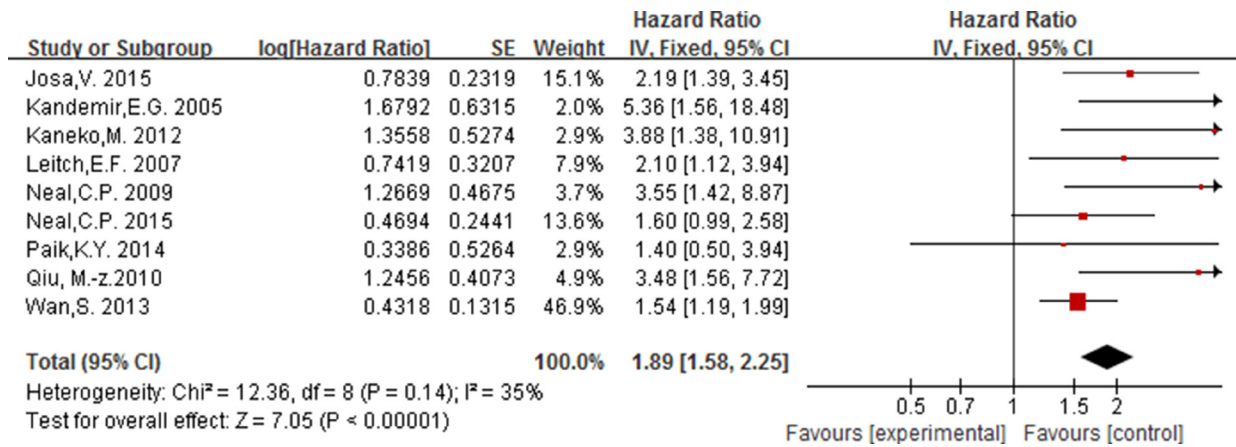 Hazard Ratio Hazard Ratio
Study or Subgroup log[Hazard Ratio] SE Weight IV, Fixed, 95% CI IV, Fixed, 95% CI
Josa,V. 2015 0.7839 0.2319 15.1% 2.19 [1.39, 3.45]
Kandemir,E.G. 2005 1.6792 0.6315 2.0% 5.36 [1.56, 18.48]
Kaneko,M. 2012 1.3558 0.5274 2.9% 3.88 [1.38, 10.91]
Leitch,E.F. 2007 0.7419 0.3207 7.9% 2.10 [1.12, 3.94]
Neal,C.P. 2009 1.2669 0.4675 3.7% 3.55 [1.42, 8.87]
Neal,C.P. 2015 0.4694 0.2441 13.6% 1.60 [0.99, 2.58]
Paik,K.Y. 2014 0.3386 0.5264 2.9% 1.40 [0.50, 3.94]
Qiu, M.-z.2010 1.2456 0.4073 4.9% 3.48 [1.56, 7.72]
Wan,S. 2013 0.4318 0.1315 46.9% 1.54 [1.19, 1.99]
Total (95% CI) 100.0% 1.89 [1.58, 2.25]
Heterogeneity: Chi² = 12.36, df = 8 (P = 0.14); I² = 35%
Test for overall effect: Z = 7.05 (P < 0.00001)
0.5 0.7 1 1.5 2
Favours [experimental] Favours [control]